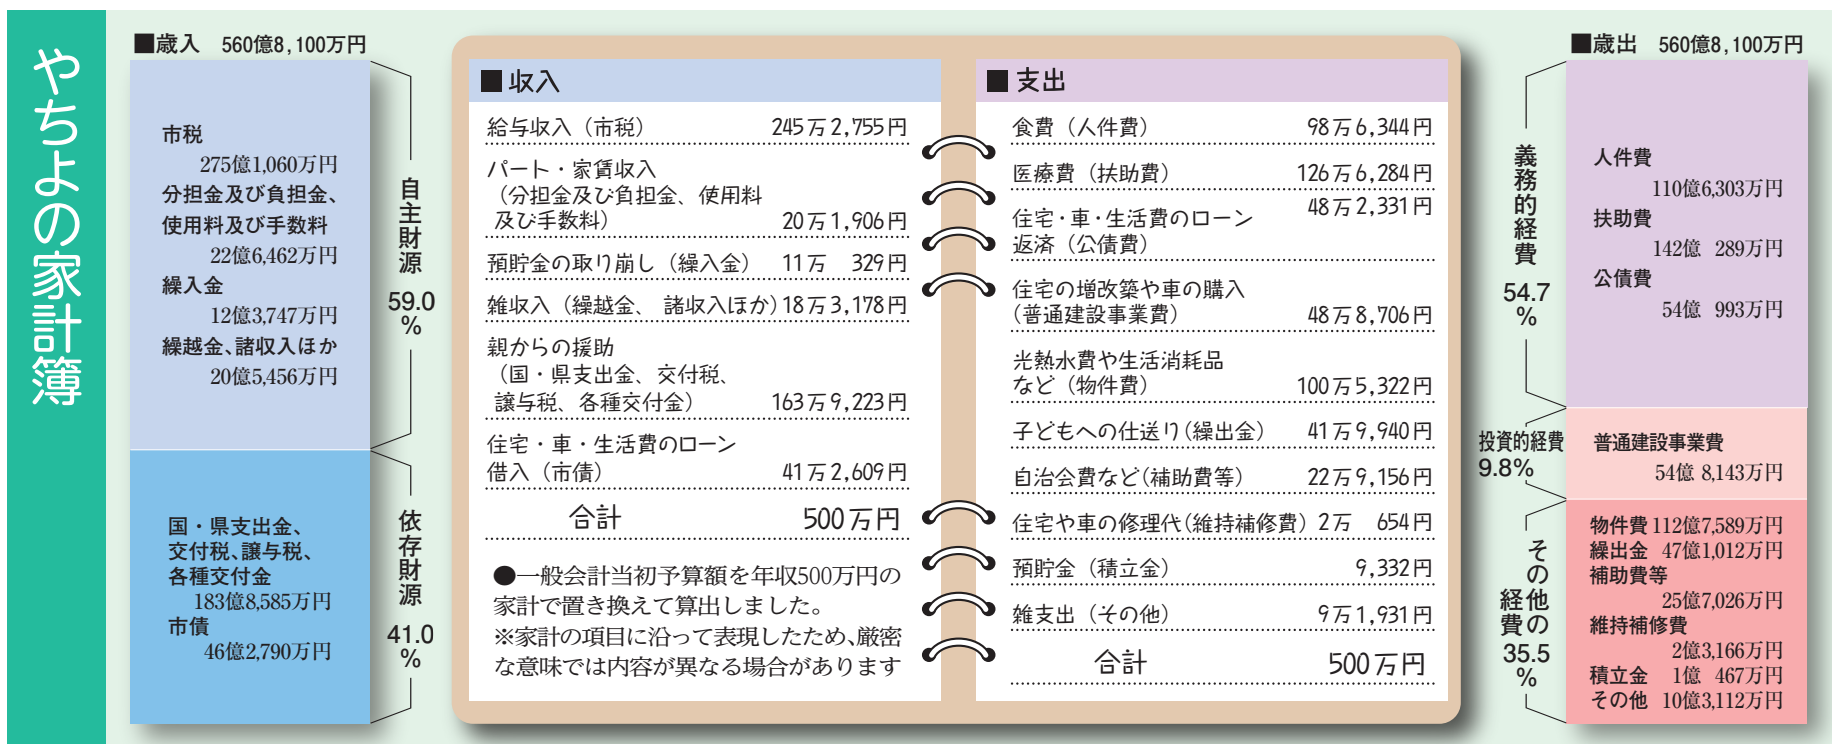 やちよの家計簿
■歳入 560億8,100万円
市税
275億1,060万円
分担金及び負担金、
使用料及び手数料
22億6,462万円
繰入金
12億3,747万円
繰越金、諸収入ほか
20億5,456万円
自主財源
59.0
%
国・県支出金、
交付税、譲与税、
各種交付金
183億8,585万円
市債
46億2,790万円
依存財源
41.0
%
■収入
給与収入（市税） 245万2,755円
パート・家賃収入
（分担金及び負担金、使用料
及び手数料） 20万1,906円
預貯金の取り崩し（繰入金） 11万 329円
雑収入（繰越金、諸収入ほか）18万3,178円
親からの援助
（国・県支出金、交付税、
譲与税、各種交付金） 163万9,223円
住宅・車・生活費のローン
借入（市債） 41万2,609円
合計 500万円
●一般会計当初予算額を年収500万円の
家計で置き換えて算出しました。
※家計の項目に沿って表現したため、厳密
な意味では内容が異なる場合があります
■支出
食費（人件費） 98万6,344円
医療費（扶助費） 126万6,284円
住宅・車・生活費のローン 48万2,331円
返済（公債費）
住宅の増改築や車の購入
（普通建設事業費） 48万8,706円
光熱水費や生活消耗品
など（物件費） 100万5,322円
子どもへの仕送り（繰出金） 41万9,940円
自治会費など（補助費等） 22万9,156円
住宅や車の修理代（維持補修費）2万 654円
預貯金（積立金） 9,332円
雑支出（その他） 9万1,931円
合計 500万円
■歳出 560億8,100万円
義務的経費
54.7
%
人件費
110億6,303万円
扶助費
142億 289万円
公債費
54億 993万円
投資的経費
9.8%
普通建設事業費
54億 8,143万円
その他の
経費
35.5
%
物件費 112億7,589万円
繰出金 47億1,012万円
補助費等
25億7,026万円
維持補修費
2億3,166万円
積立金 1億 467万円
その他 10億3,112万円